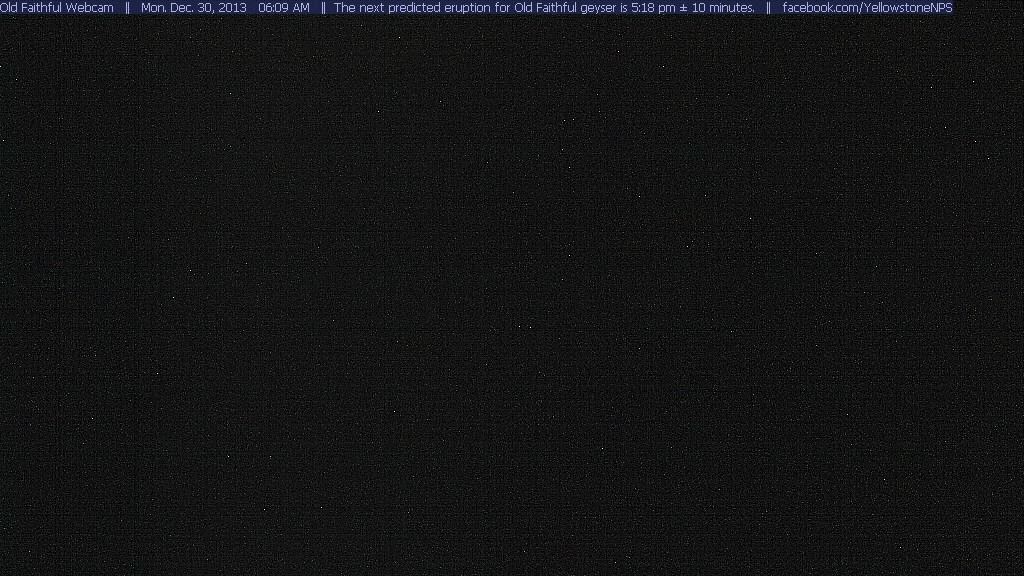 Old Faithful Webcam || Mon. Dec. 30, 2013 06:09 AM || The next predicted eruption for Old Faithful geyser is 5:18 pm ± 10 minutes. || facebook.com/YellowstoneNPS